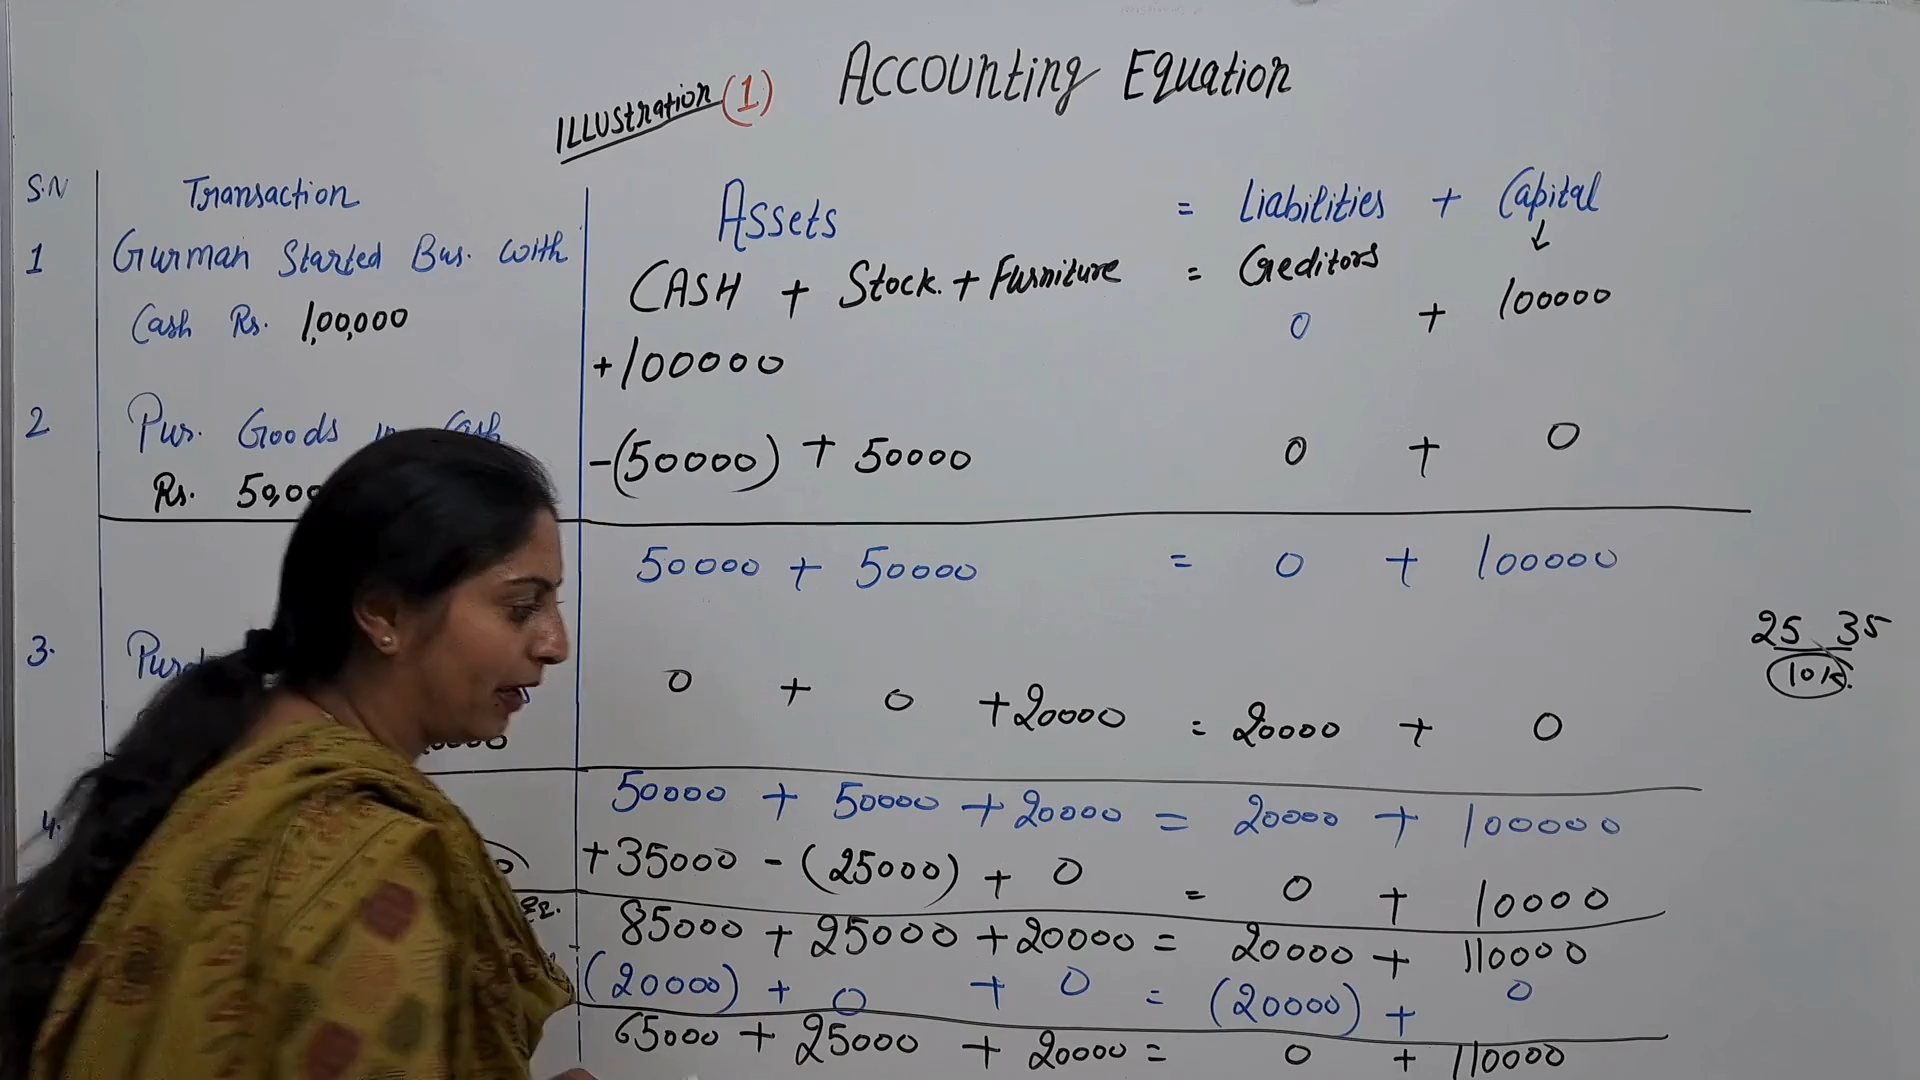 ILLUStration (1) Accounting Equation
S.N Transaction Assets = Liabilities + Capital
1 Gurman Started Bus. with CASH + Stock. + Furniture = Creditors ↓
Cash Rs. 1,00,000 0 + 100000
+100000
2 Pur. Goods in Cash -(50000) + 50000 0 + 0
Rs.
50000 + 50000 = 0 + 100000
25 35
10k.
3. 0 + 0 +20000 = 20000 + 0
50000 + 50000 +20000 = 20000 + 100000
4. +35000 - (25000) + 0 = 0 + 10000
85000 + 25000 +20000 = 20000 + 110000
(20000) + 0 + 0 = (20000) + 0
65000 + 25000 + 20000 = 0 + 110000